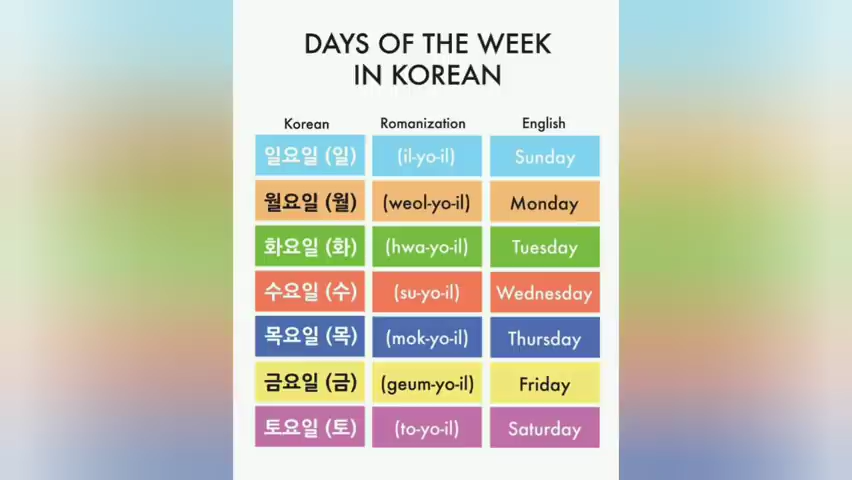 DAYS OF THE WEEK
IN KOREAN
Korean Romanization English
일요일 (일) (il-yo-il) Sunday
월요일 (월) (weol-yo-il) Monday
화요일 (화) (hwa-yo-il) Tuesday
수요일 (수) (su-yo-il) Wednesday
목요일 (목) (mok-yo-il) Thursday
금요일 (금) (geum-yo-il) Friday
토요일 (토) (to-yo-il) Saturday